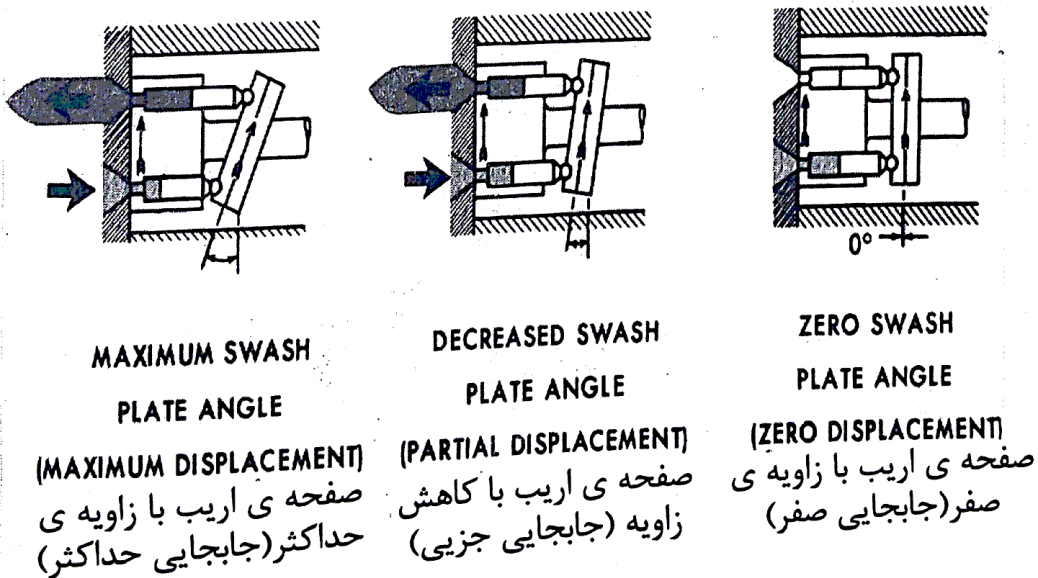 0°
MAXIMUM SWASH
PLATE ANGLE
(MAXIMUM DISPLACEMENT)
صفحه ی اریب با زاویه ی
حداکثر(جابجایی حداکثر)
DECREASED SWASH
PLATE ANGLE
(PARTIAL DISPLACEMENT)
صفحه ی اریب با کاهش
زاویه (جابجایی جزیی)
ZERO SWASH
PLATE ANGLE
(ZERO DISPLACEMENT)
صفحه ی اریب با زاویه ی
صفر(جابجایی صفر)